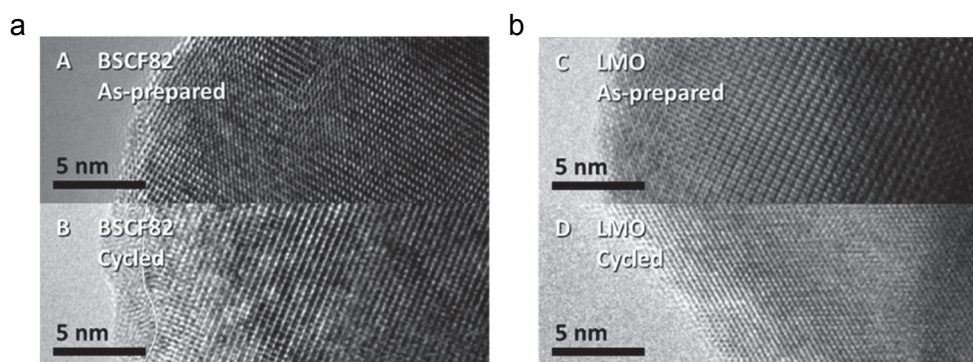 a
A BSCF82
As-prepared
5 nm
B BSCF82
Cycled
5 nm
b
C LMO
As-prepared
5 nm
D LMO
Cycled
5 nm